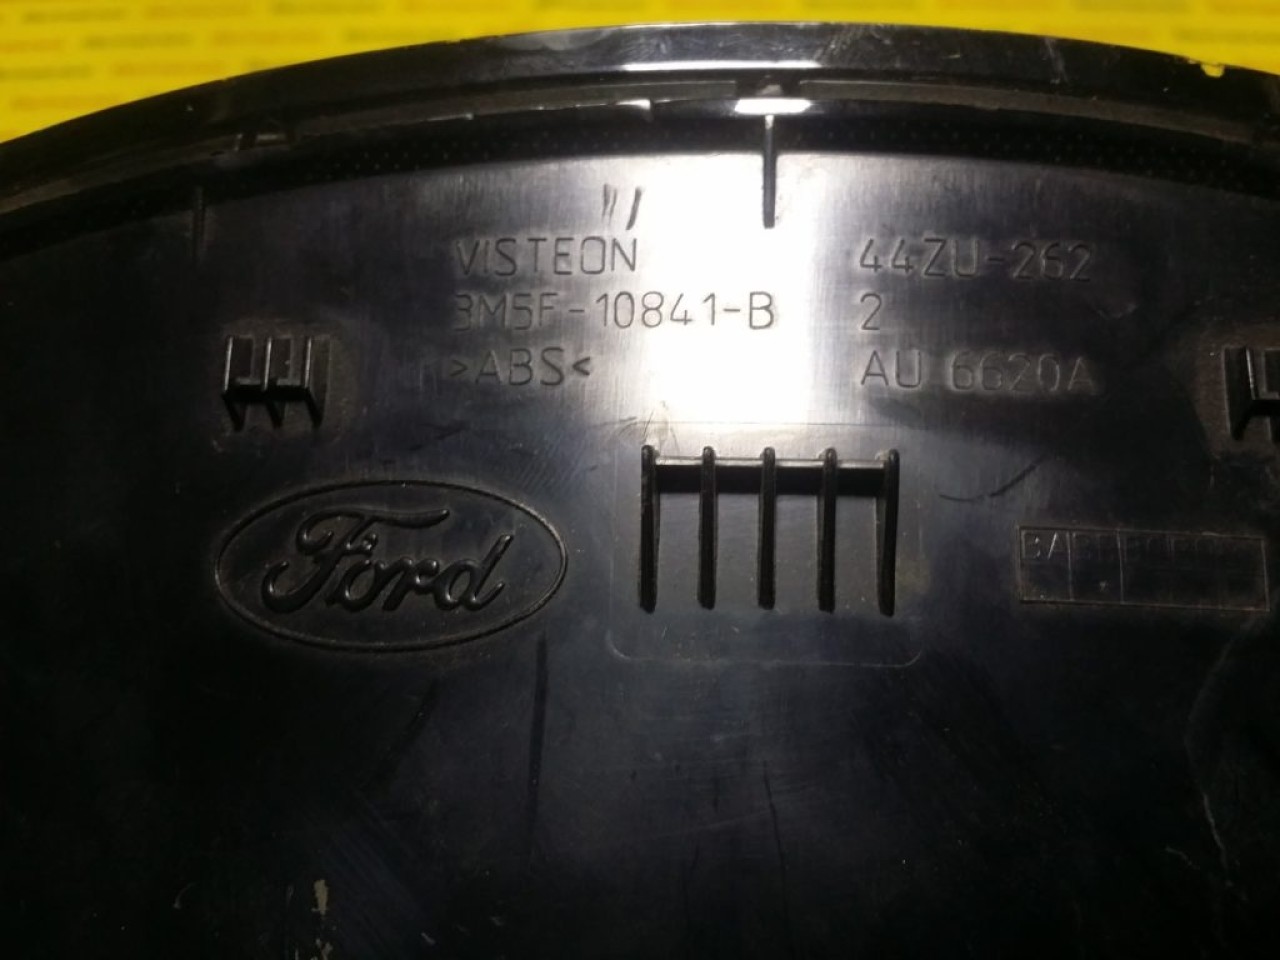 VISTEON 44ZU-262
3M5F-10841-B 2
>ABS< AU 6620A
Ford